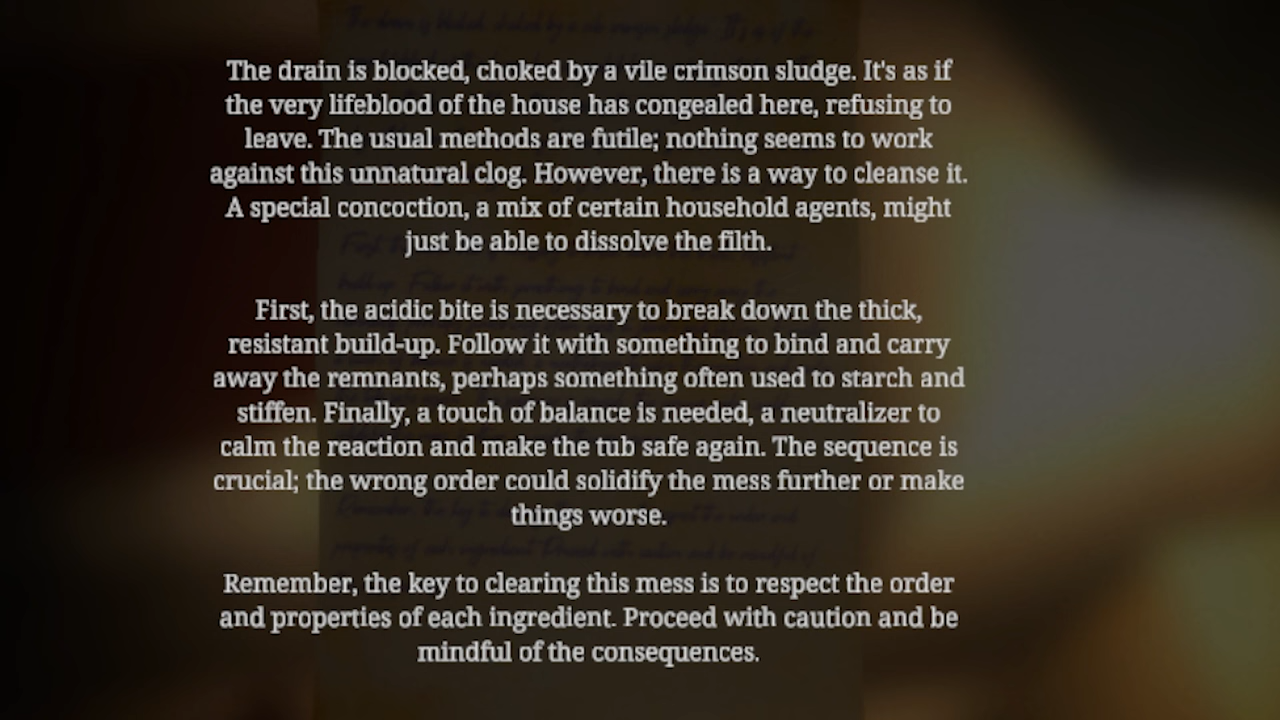 The drain is blocked, choked by a vile crimson sludge. It's as if
the very lifeblood of the house has congealed here, refusing to
leave. The usual methods are futile; nothing seems to work
against this unnatural clog. However, there is a way to cleanse it.
A special concoction, a mix of certain household agents, might
just be able to dissolve the filth.
First, the acidic bite is necessary to break down the thick,
resistant build-up. Follow it with something to bind and carry
away the remnants, perhaps something often used to starch and
stiffen. Finally, a touch of balance is needed, a neutralizer to
calm the reaction and make the tub safe again. The sequence is
crucial; the wrong order could solidify the mess further or make
things worse.
Remember, the key to clearing this mess is to respect the order
and properties of each ingredient. Proceed with caution and be
mindful of the consequences.